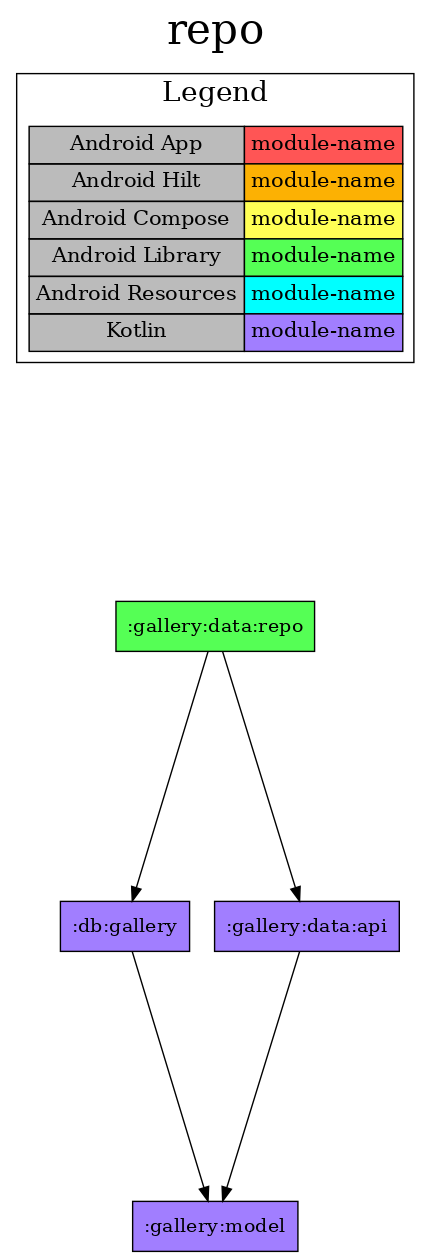 repo
Legend
Android App module-name
Android Hilt module-name
Android Compose module-name
Android Library module-name
Android Resources module-name
Kotlin module-name
:gallery:data:repo
:db:gallery :gallery:data:api
:gallery:model